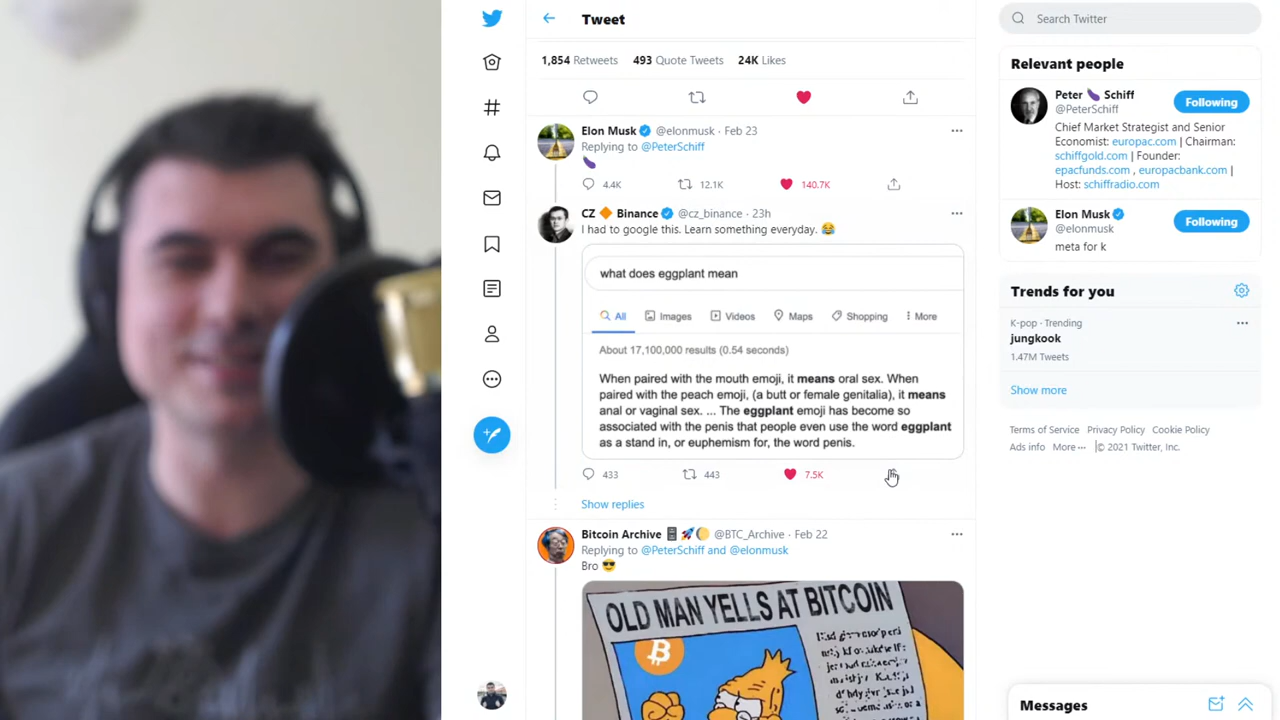 Tweet
1,854 Retweets 493 Quote Tweets 24K Likes
Elon Musk @elonmusk · Feb 23
Replying to @PeterSchiff
🍆
4.4K 12.1K 140.7K
CZ 🔶 Binance @cz_binance · 23h
I had to google this. Learn something everyday. 😂
what does eggplant mean
All Images Videos Maps Shopping More
About 17,100,000 results (0.54 seconds)
When paired with the mouth emoji, it means oral sex. When
paired with the peach emoji, (a butt or female genitalia), it means
anal or vaginal sex. ... The eggplant emoji has become so
associated with the penis that people even use the word eggplant
as a stand in, or euphemism for, the word penis.
433 443 7.5K
Show replies
Bitcoin Archive 🗄🚀🌔 @BTC_Archive · Feb 22
Replying to @PeterSchiff and @elonmusk
Bro 😎
OLD MAN YELLS AT BITCOIN
Search Twitter
Relevant people
Peter 🍆 Schiff
@PeterSchiff
Following
Chief Market Strategist and Senior
Economist: europac.com | Chairman:
schiffgold.com | Founder:
epacfunds.com , europacbank.com |
Host: schiffradio.com
Elon Musk
@elonmusk
Following
meta for k
Trends for you
K-pop · Trending
jungkook
1.47M Tweets
Show more
Terms of Service Privacy Policy Cookie Policy
Ads info More ··· © 2021 Twitter, Inc.
Messages